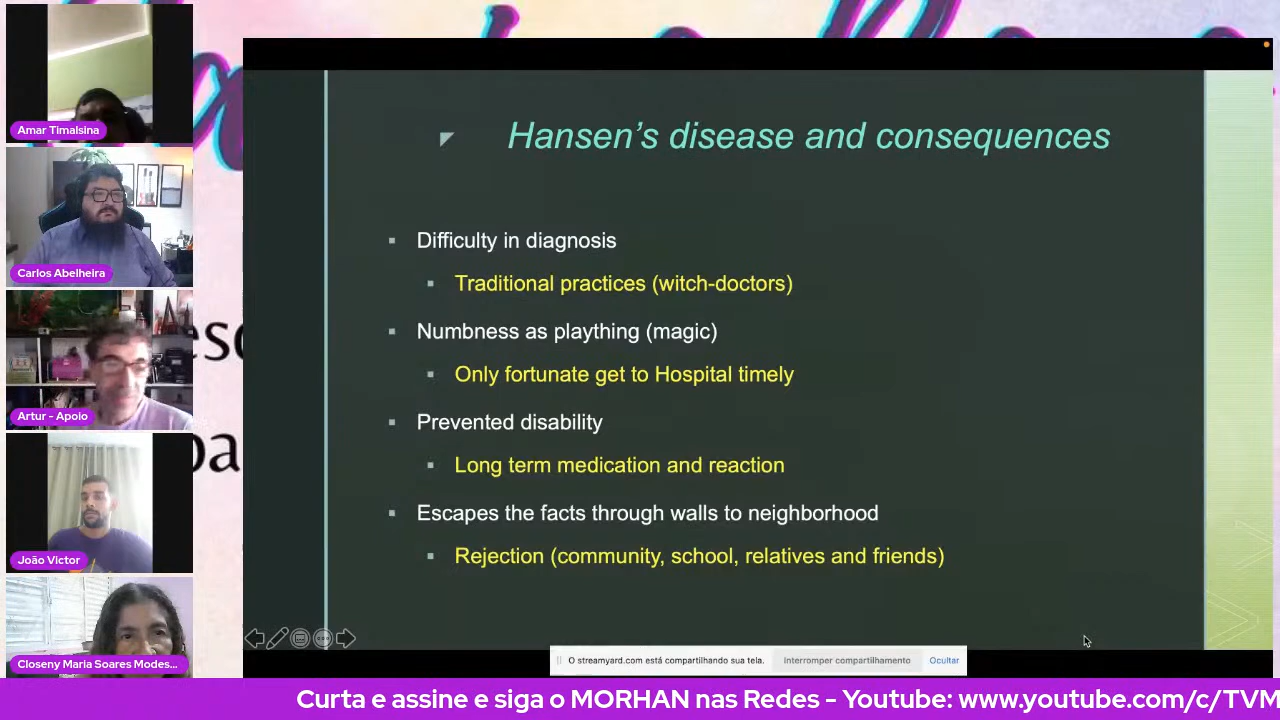 Amar Timalsina
Carlos Abelheira
Artur - Apoio
João Victor
Closeny Maria Soares Modes...
Hansen's disease and consequences
Difficulty in diagnosis
Traditional practices (witch-doctors)
Numbness as plaything (magic)
Only fortunate get to Hospital timely
Prevented disability
Long term medication and reaction
Escapes the facts through walls to neighborhood
Rejection (community, school, relatives and friends)
O streamyard.com está compartilhando sua tela.
Interromper compartilhamento
Ocultar
Curta e assine e siga o MORHAN nas Redes - Youtube: www.youtube.com/c/TVM